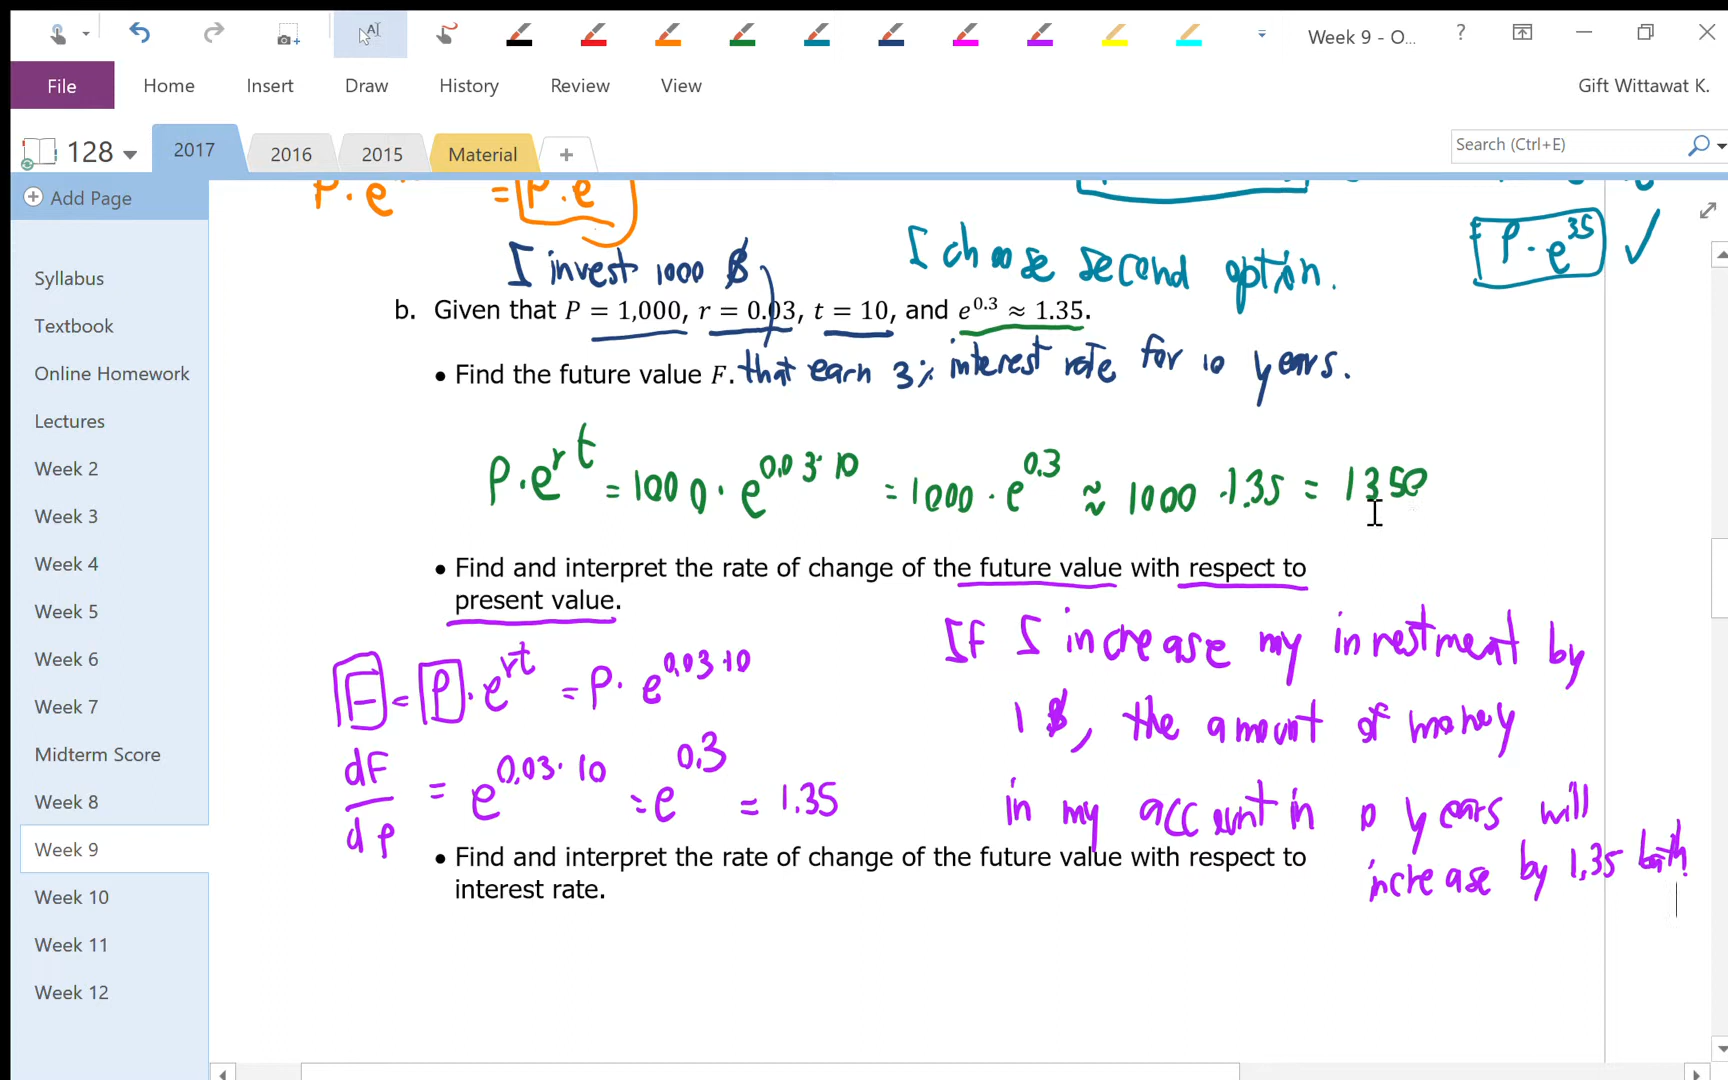 Week 9 - O...
?
File
Home
Insert
Draw
History
Review
View
Gift Wittawat K.
128
2017
2016
2015
Material
+
Search (Ctrl+E)
Add Page
Syllabus
Textbook
Online Homework
Lectures
Week 2
Week 3
Week 4
Week 5
Week 6
Week 7
Midterm Score
Week 8
Week 9
Week 10
Week 11
Week 12
P·e = P·e
P·e^35 ✓
I invest 1000 ฿
I choose second option.
b. Given that P = 1,000, r = 0.03, t = 10, and e^0.3 ≈ 1.35.
• Find the future value F. that earn 3% interest rate for 10 years.
P·e^rt = 1000·e^0.03·10 = 1000·e^0.3 ≈ 1000·1.35 = 1350
• Find and interpret the rate of change of the future value with respect to
present value.
F = P·e^rt = P·e^0.03·10
dF/dP = e^0.03·10 = e^0.3 = 1.35
If I increase my investment by
1 ฿, the amount of money
in my account in 10 years will
increase by 1.35 bath.
• Find and interpret the rate of change of the future value with respect to
interest rate.